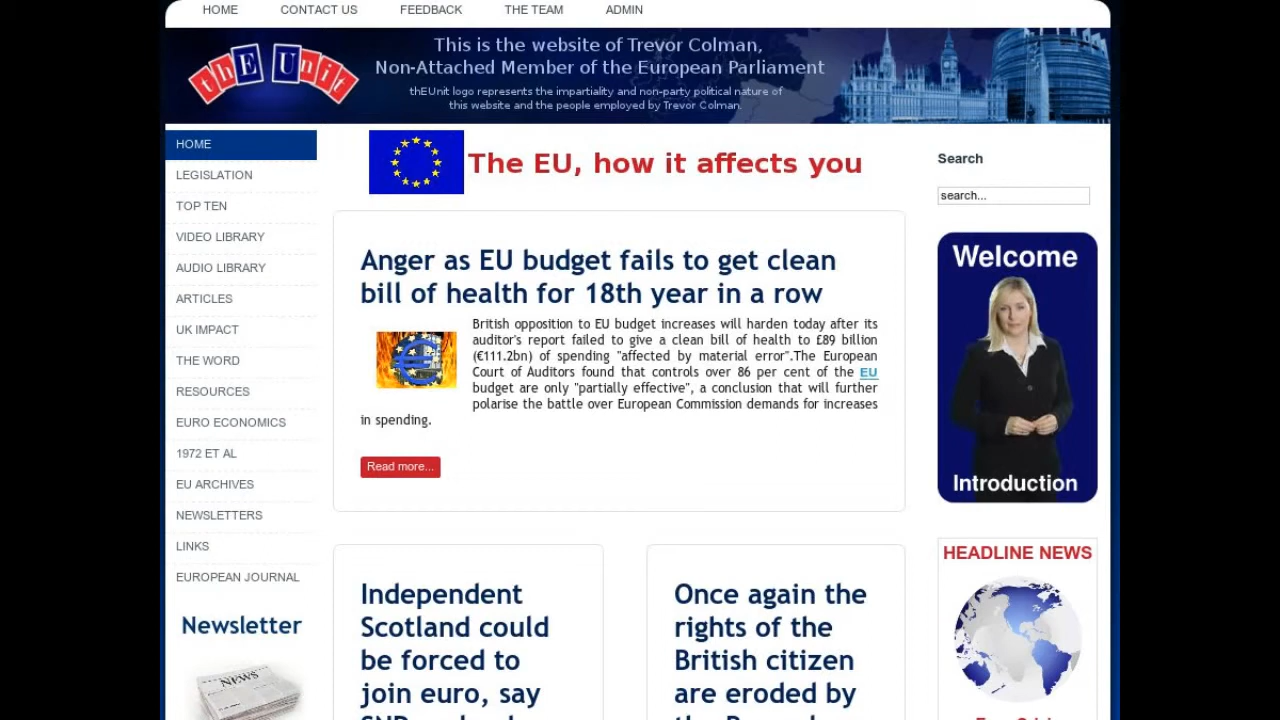 HOME CONTACT US FEEDBACK THE TEAM ADMIN
thEUnit
This is the website of Trevor Colman,
Non-Attached Member of the European Parliament
thEUnit logo represents the impartiality and non-party political nature of
this website and the people employed by Trevor Colman.
HOME
LEGISLATION
TOP TEN
VIDEO LIBRARY
AUDIO LIBRARY
ARTICLES
UK IMPACT
THE WORD
RESOURCES
EURO ECONOMICS
1972 ET AL
EU ARCHIVES
NEWSLETTERS
LINKS
EUROPEAN JOURNAL
Newsletter
NEWS
The EU, how it affects you
Anger as EU budget fails to get clean
bill of health for 18th year in a row
British opposition to EU budget increases will harden today after its
auditor's report failed to give a clean bill of health to £89 billion
(€111.2bn) of spending "affected by material error".The European
Court of Auditors found that controls over 86 per cent of the EU
budget are only "partially effective", a conclusion that will further
polarise the battle over European Commission demands for increases
in spending.
Read more...
Independent
Scotland could
be forced to
join euro, say
Once again the
rights of the
British citizen
are eroded by
Search
search...
Welcome
Introduction
HEADLINE NEWS